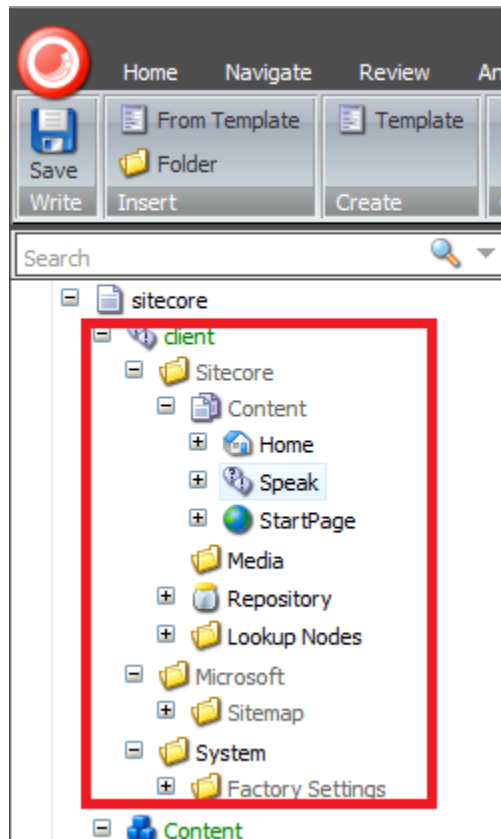 Home Navigate Review An
From Template Template
Folder
Save
Write Insert Create
Search
sitecore
client
Sitecore
Content
Home
Speak
StartPage
Media
Repository
Lookup Nodes
Microsoft
Sitemap
System
Factory Settings
Content